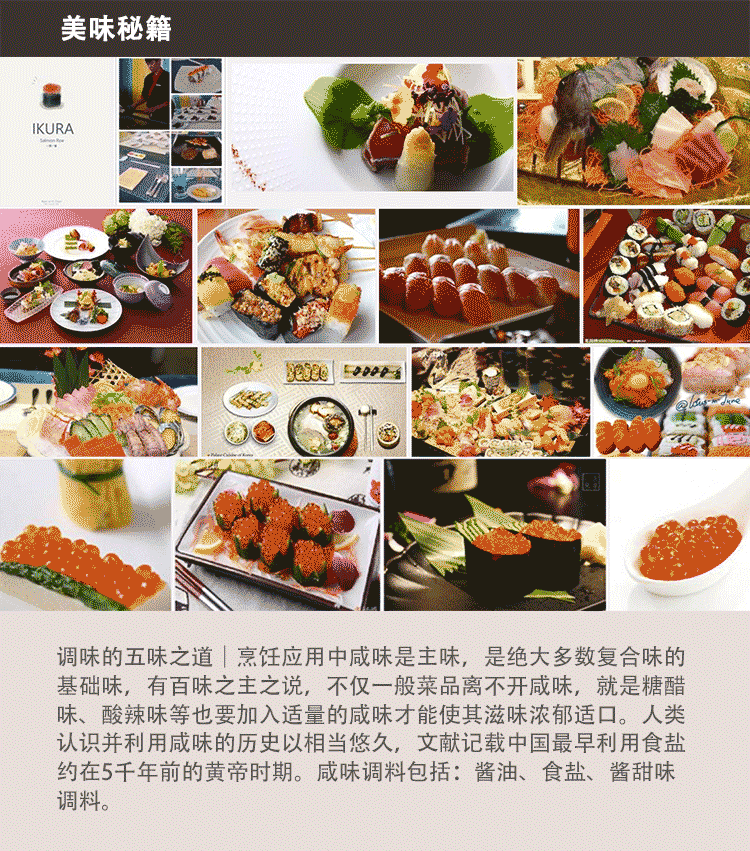 美味秘籍
IKURA
Salmon Roe
调味的五味之道｜烹饪应用中咸味是主味，是绝大多数复合味的
基础味，有百味之主之说，不仅一般菜品离不开咸味，就是糖醋
味、酸辣味等也要加入适量的咸味才能使其滋味浓郁适口。人类
认识并利用咸味的历史以相当悠久，文献记载中国最早利用食盐
约在5千年前的黄帝时期。咸味调料包括：酱油、食盐、酱甜味
调料。